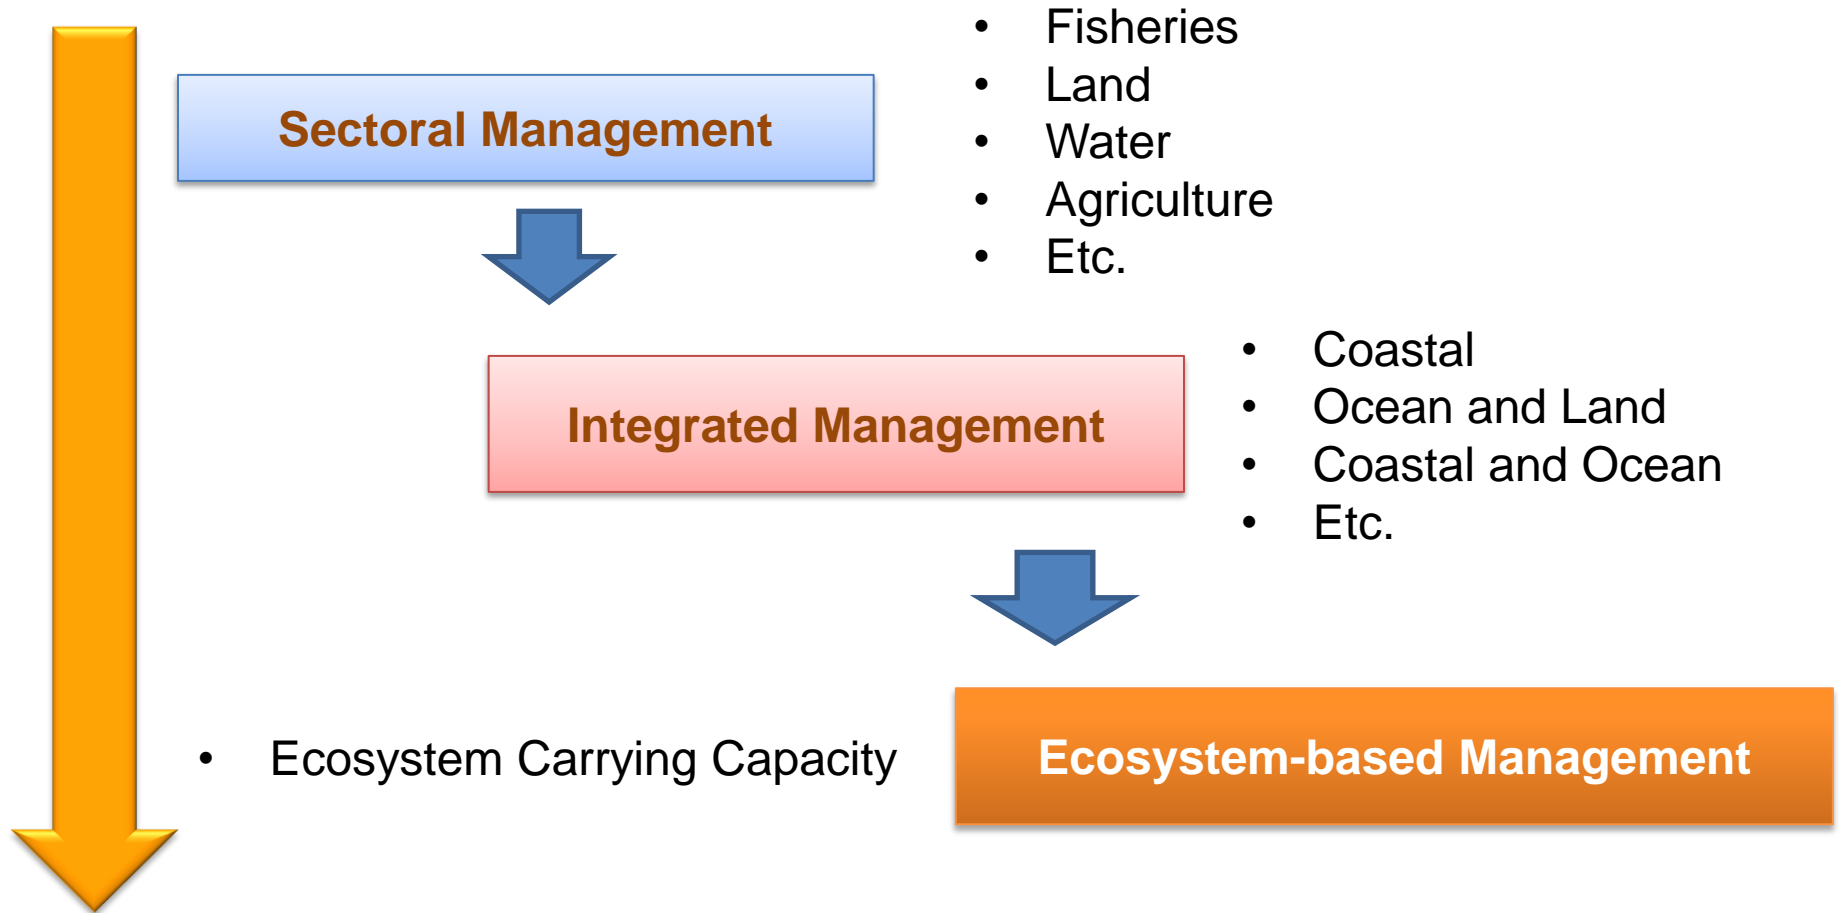 • Fisheries
• Land
Sectoral Management
• Water
• Agriculture
• Etc.
• Coastal
• Ocean and Land
Integrated Management
• Coastal and Ocean
• Etc.
• Ecosystem Carrying Capacity
Ecosystem-based Management